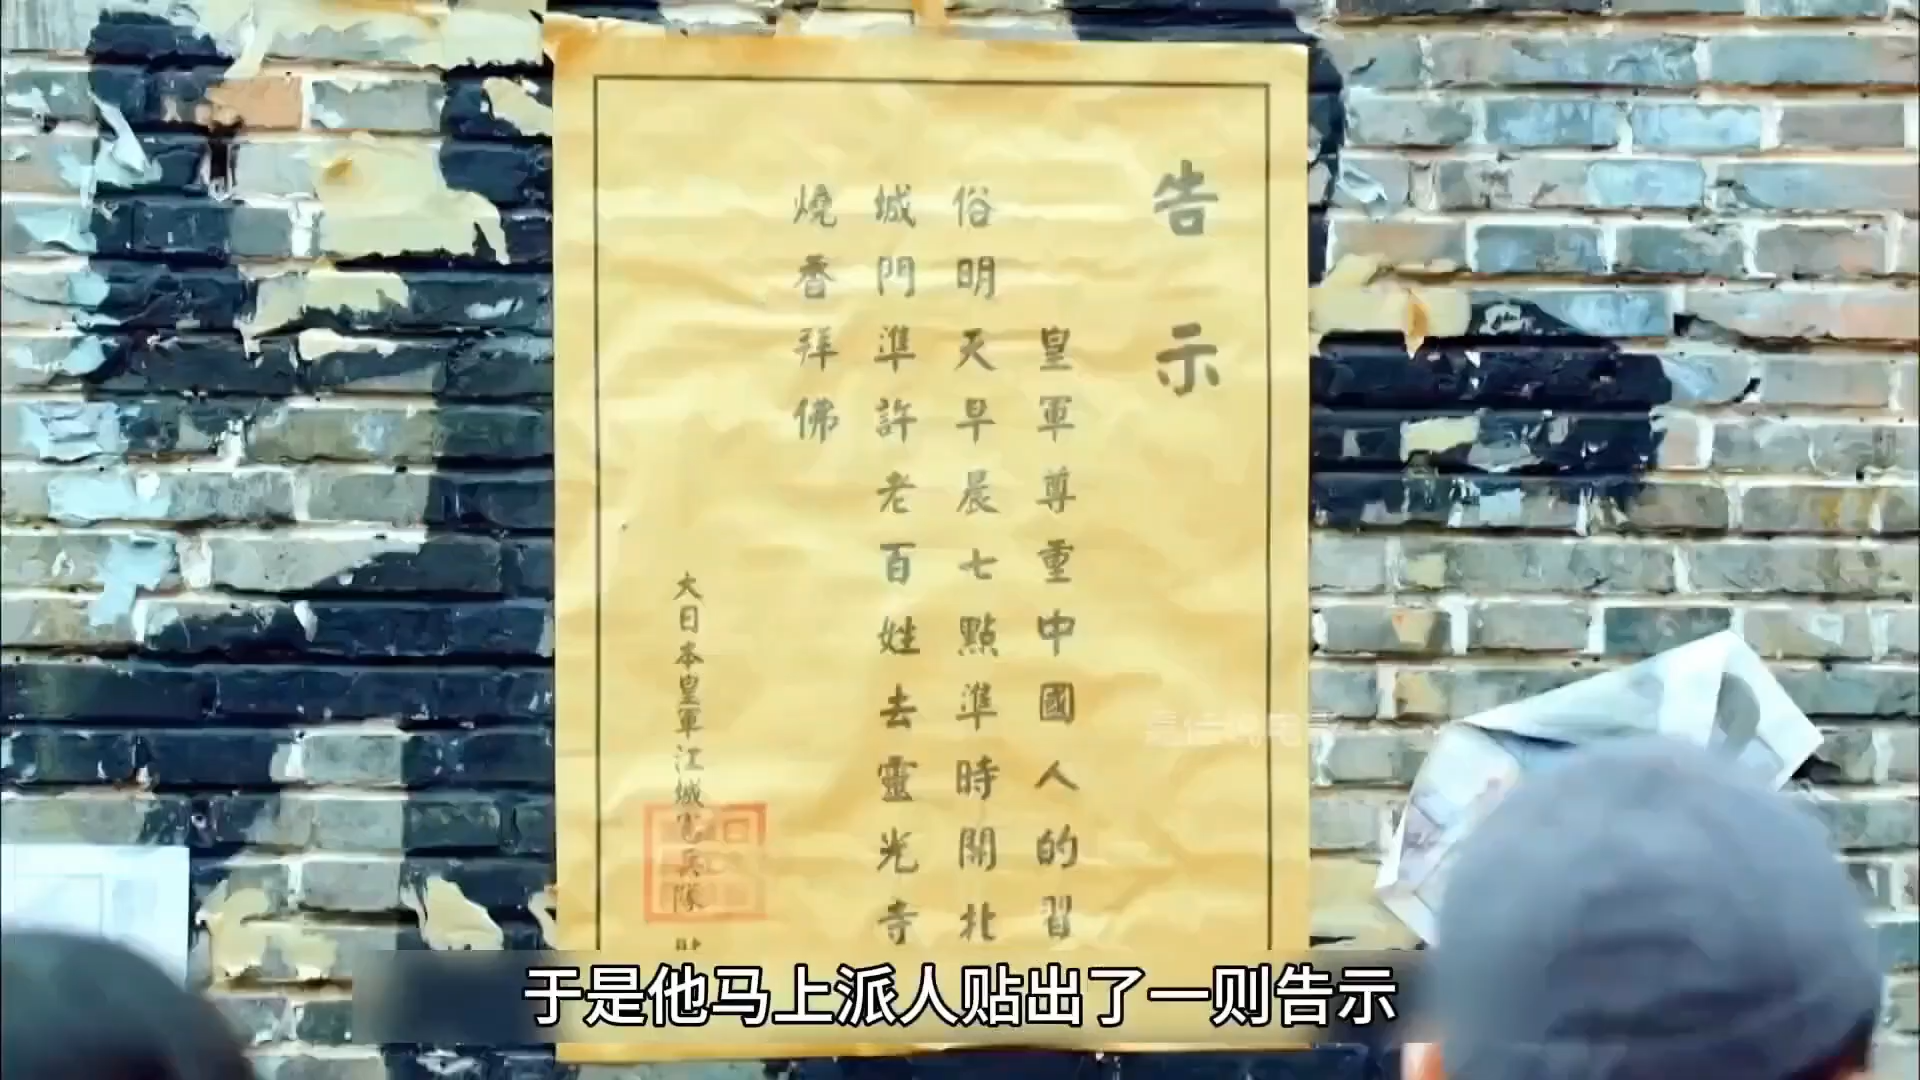 告示
皇軍尊重中國人的習
俗明天早晨七點準時開北
城門準許老百姓去靈光寺
燒香拜佛
大日本皇軍江城憲兵隊
于是他马上派人贴出了一则告示